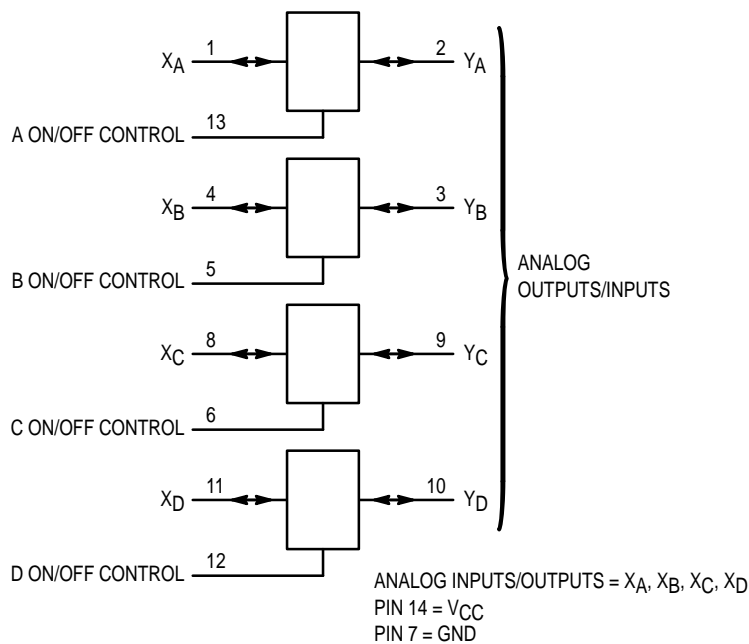 XA 1 2 YA
A ON/OFF CONTROL 13
XB 4 3 YB
B ON/OFF CONTROL 5
ANALOG
OUTPUTS/INPUTS
XC 8 9 YC
C ON/OFF CONTROL 6
XD 11 10 YD
D ON/OFF CONTROL 12
ANALOG INPUTS/OUTPUTS = XA, XB, XC, XD
PIN 14 = VCC
PIN 7 = GND